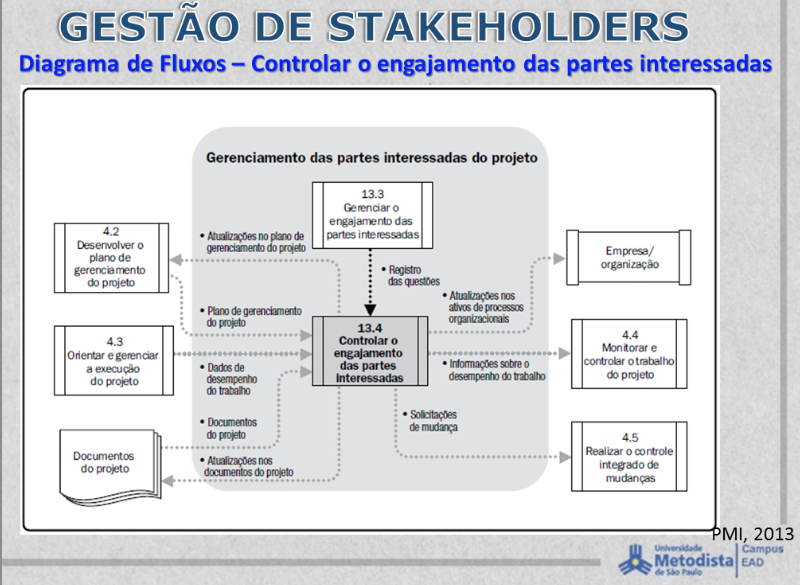 GESTÃO DE STAKEHOLDERS
Diagrama de Fluxos – Controlar o engajamento das partes interessadas
Gerenciamento das partes interessadas do projeto
13.3
Gerenciar o
engajamento das
partes interessadas
4.2
Desenvolver o
plano de
gerenciamento
do projeto
• Atualizações no plano de
gerenciamento do projeto
• Registro
das questões
Empresa/
organização
• Plano de gerenciamento
do projeto
• Atualizações nos
ativos de processos
organizacionais
4.3
Orientar e gerenciar
a execução
do projeto
13.4
Controlar o
engajamento
das partes
interessadas
4.4
Monitorar e
controlar o trabalho
do projeto
• Dados de
desempenho
do trabalho
• Informações sobre o
desempenho do trabalho
• Documentos
do projeto
• Solicitações
de mudança
Documentos
do projeto
• Atualizações nos
documentos do projeto
4.5
Realizar o controle
integrado de
mudanças
PMI, 2013
Universidade
Metodista
de São Paulo
Campus
EAD